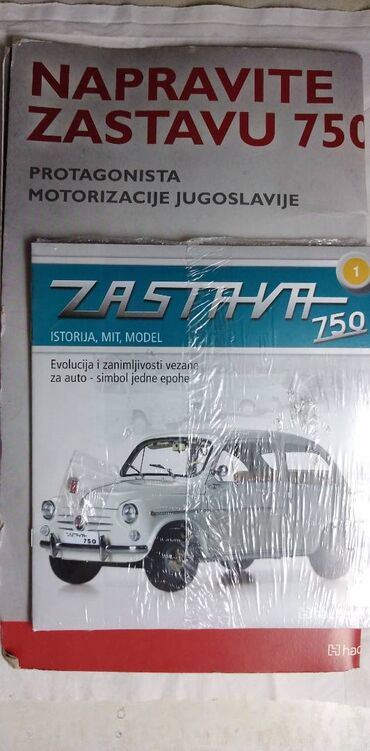 NAPRAVITE
ZASTAVU 750
PROTAGONISTA
MOTORIZACIJE JUGOSLAVIJE
1
ZASTAVA
750
ISTORIJA, MIT, MODEL
Evolucija i zanimljivosti vezane
za auto - simbol jedne epohe
ZASTAVA
750